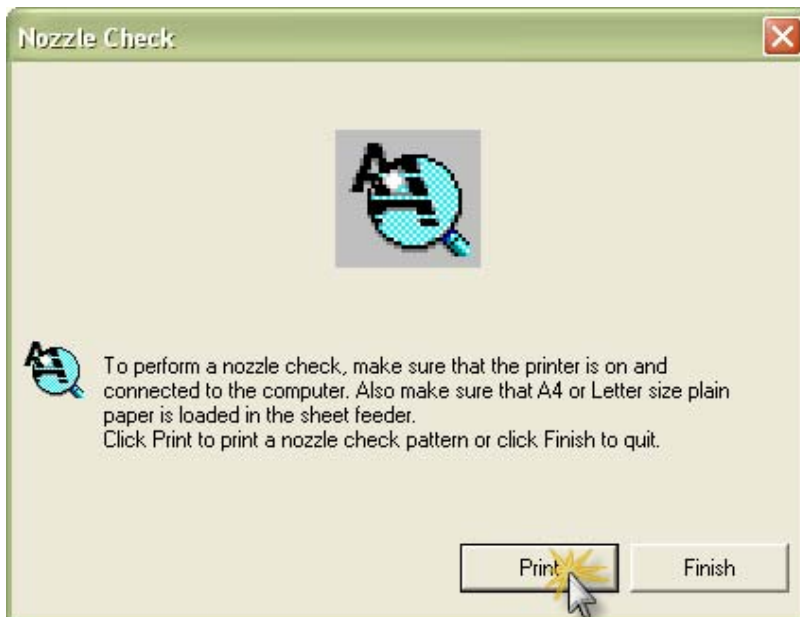 Nozzle Check
To perform a nozzle check, make sure that the printer is on and
connected to the computer. Also make sure that A4 or Letter size plain
paper is loaded in the sheet feeder.
Click Print to print a nozzle check pattern or click Finish to quit.
Print
Finish